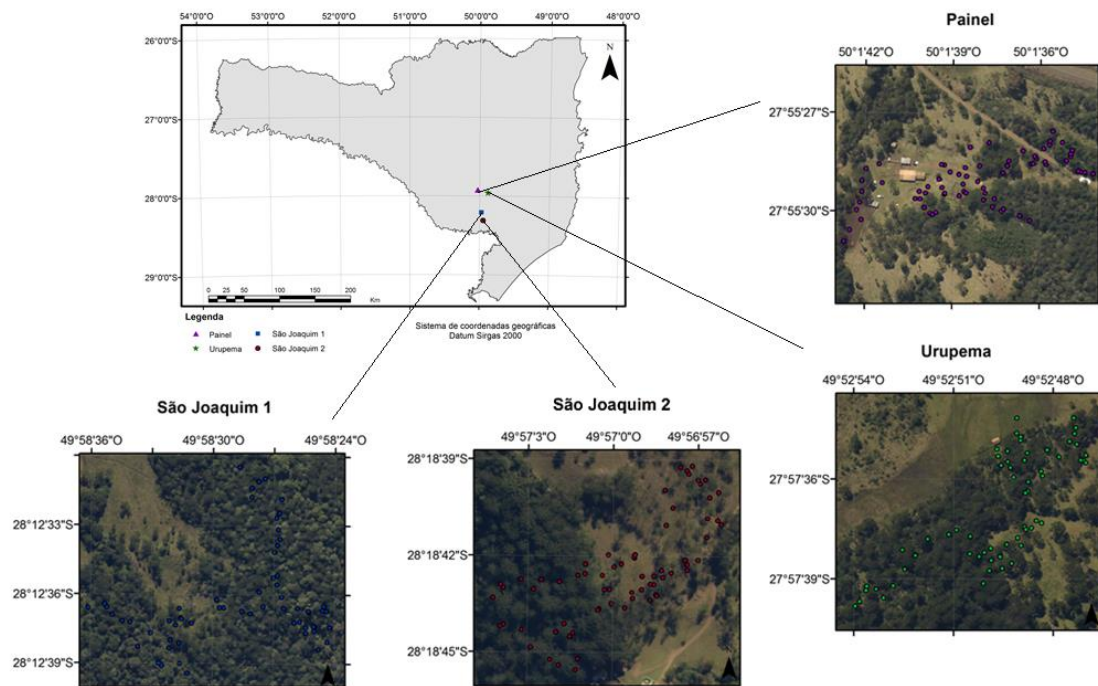 54°0'0"O 53°0'0"O 52°0'0"O 51°0'0"O 50°0'0"O 49°0'0"O 48°0'0"O
26°0'0"S
27°0'0"S
28°0'0"S
29°0'0"S
N
0 25 50 100 150 200
Km
Legenda
Painel
São Joaquim 1
Urupema
São Joaquim 2
Sistema de coordenadas geográficas
Datum Sirgas 2000
Painel
50°1'42"O 50°1'39"O 50°1'36"O
27°55'27"S
27°55'30"S
Urupema
49°52'54"O 49°52'51"O 49°52'48"O
27°57'36"S
27°57'39"S
São Joaquim 1
49°58'36"O 49°58'30"O 49°58'24"O
28°12'33"S
28°12'36"S
28°12'39"S
São Joaquim 2
49°57'3"O 49°57'0"O 49°56'57"O
28°18'39"S
28°18'42"S
28°18'45"S